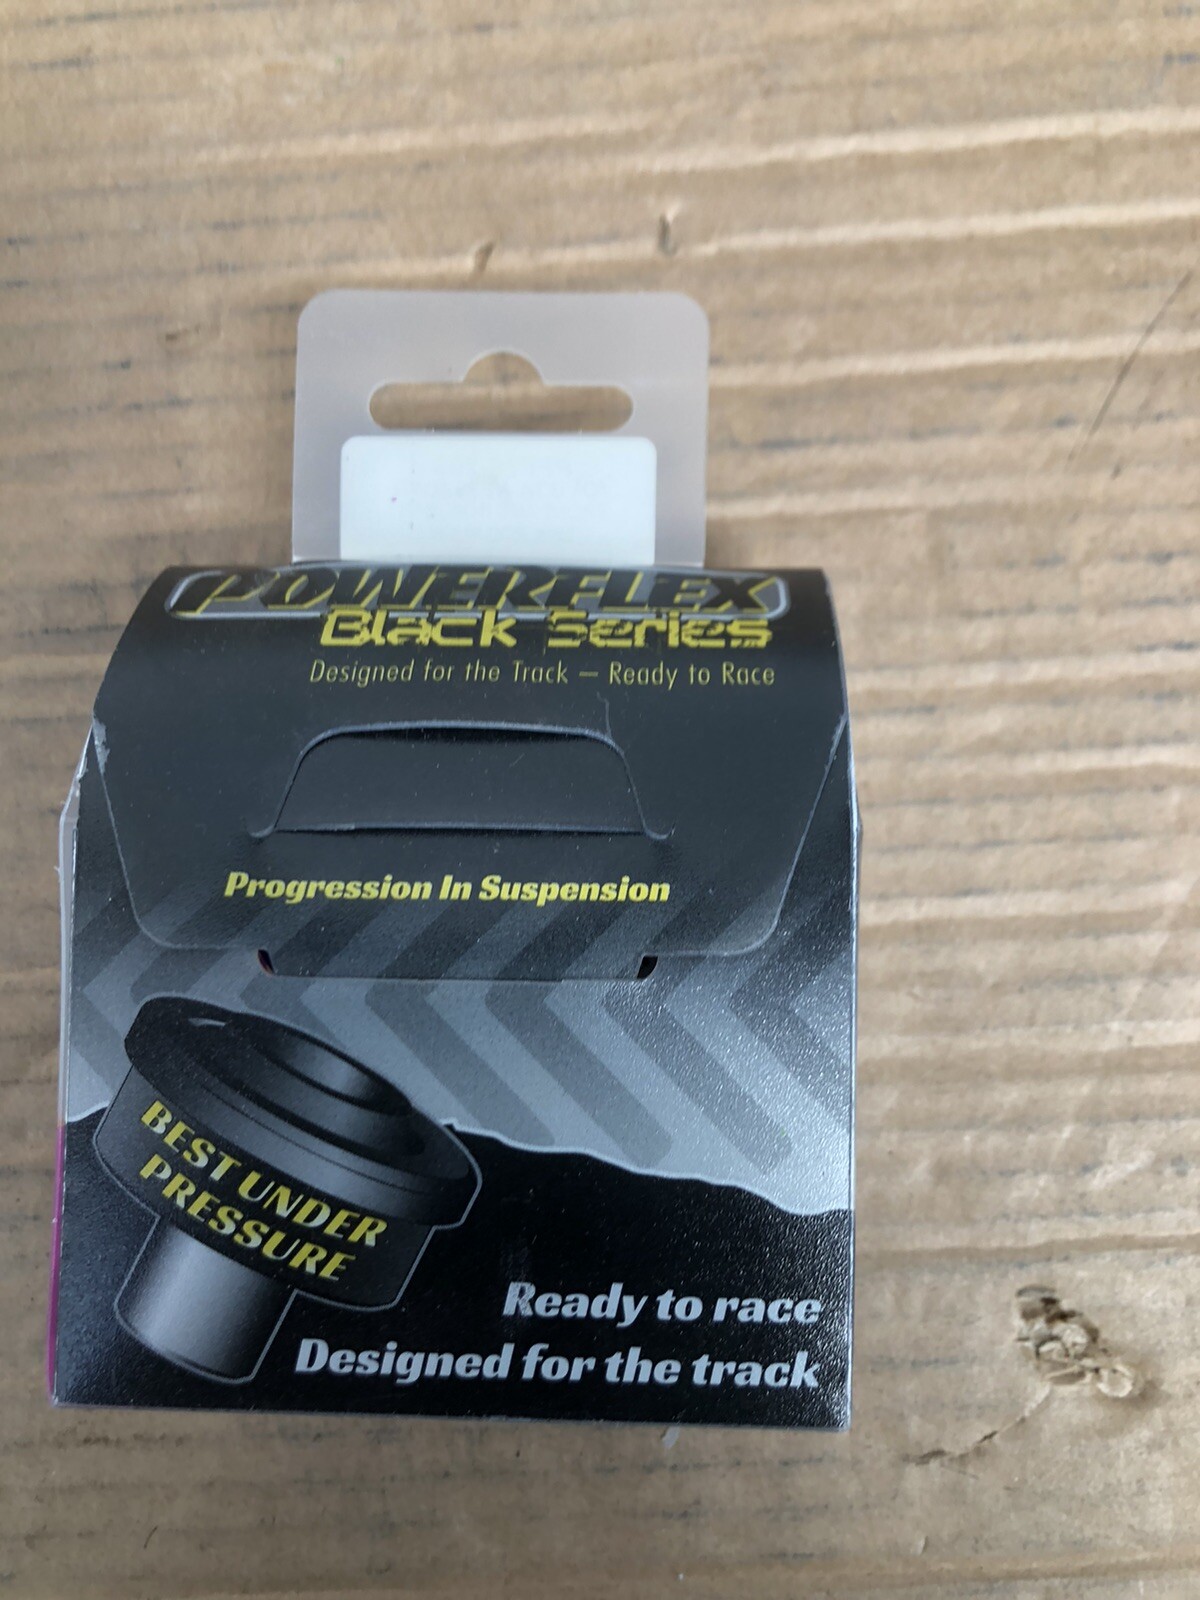 POWERFLEX
Black Series
Designed for the Track – Ready to Race
Progression In Suspension
BEST UNDER
PRESSURE
Ready to race
Designed for the track